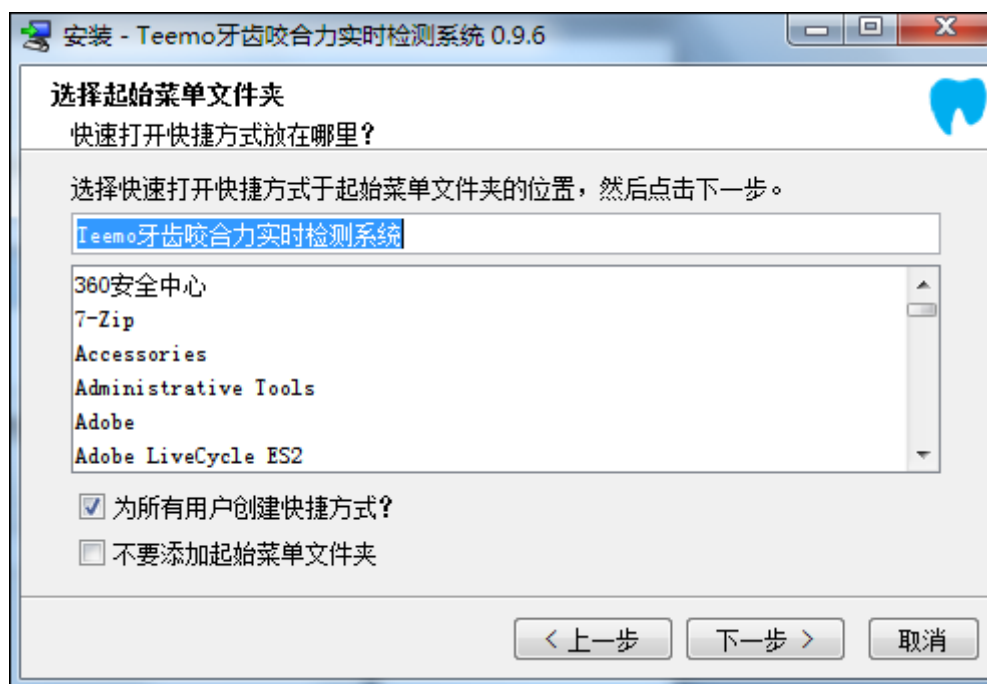 安装 - Teemo牙齿咬合力实时检测系统 0.9.6
选择起始菜单文件夹
快速打开快捷方式放在哪里?
选择快速打开快捷方式于起始菜单文件夹的位置，然后点击下一步。
Teemo牙齿咬合力实时检测系统
360安全中心
7-Zip
Accessories
Administrative Tools
Adobe
Adobe LiveCycle ES2
为所有用户创建快捷方式?
不要添加起始菜单文件夹
< 上一步
下一步 >
取消